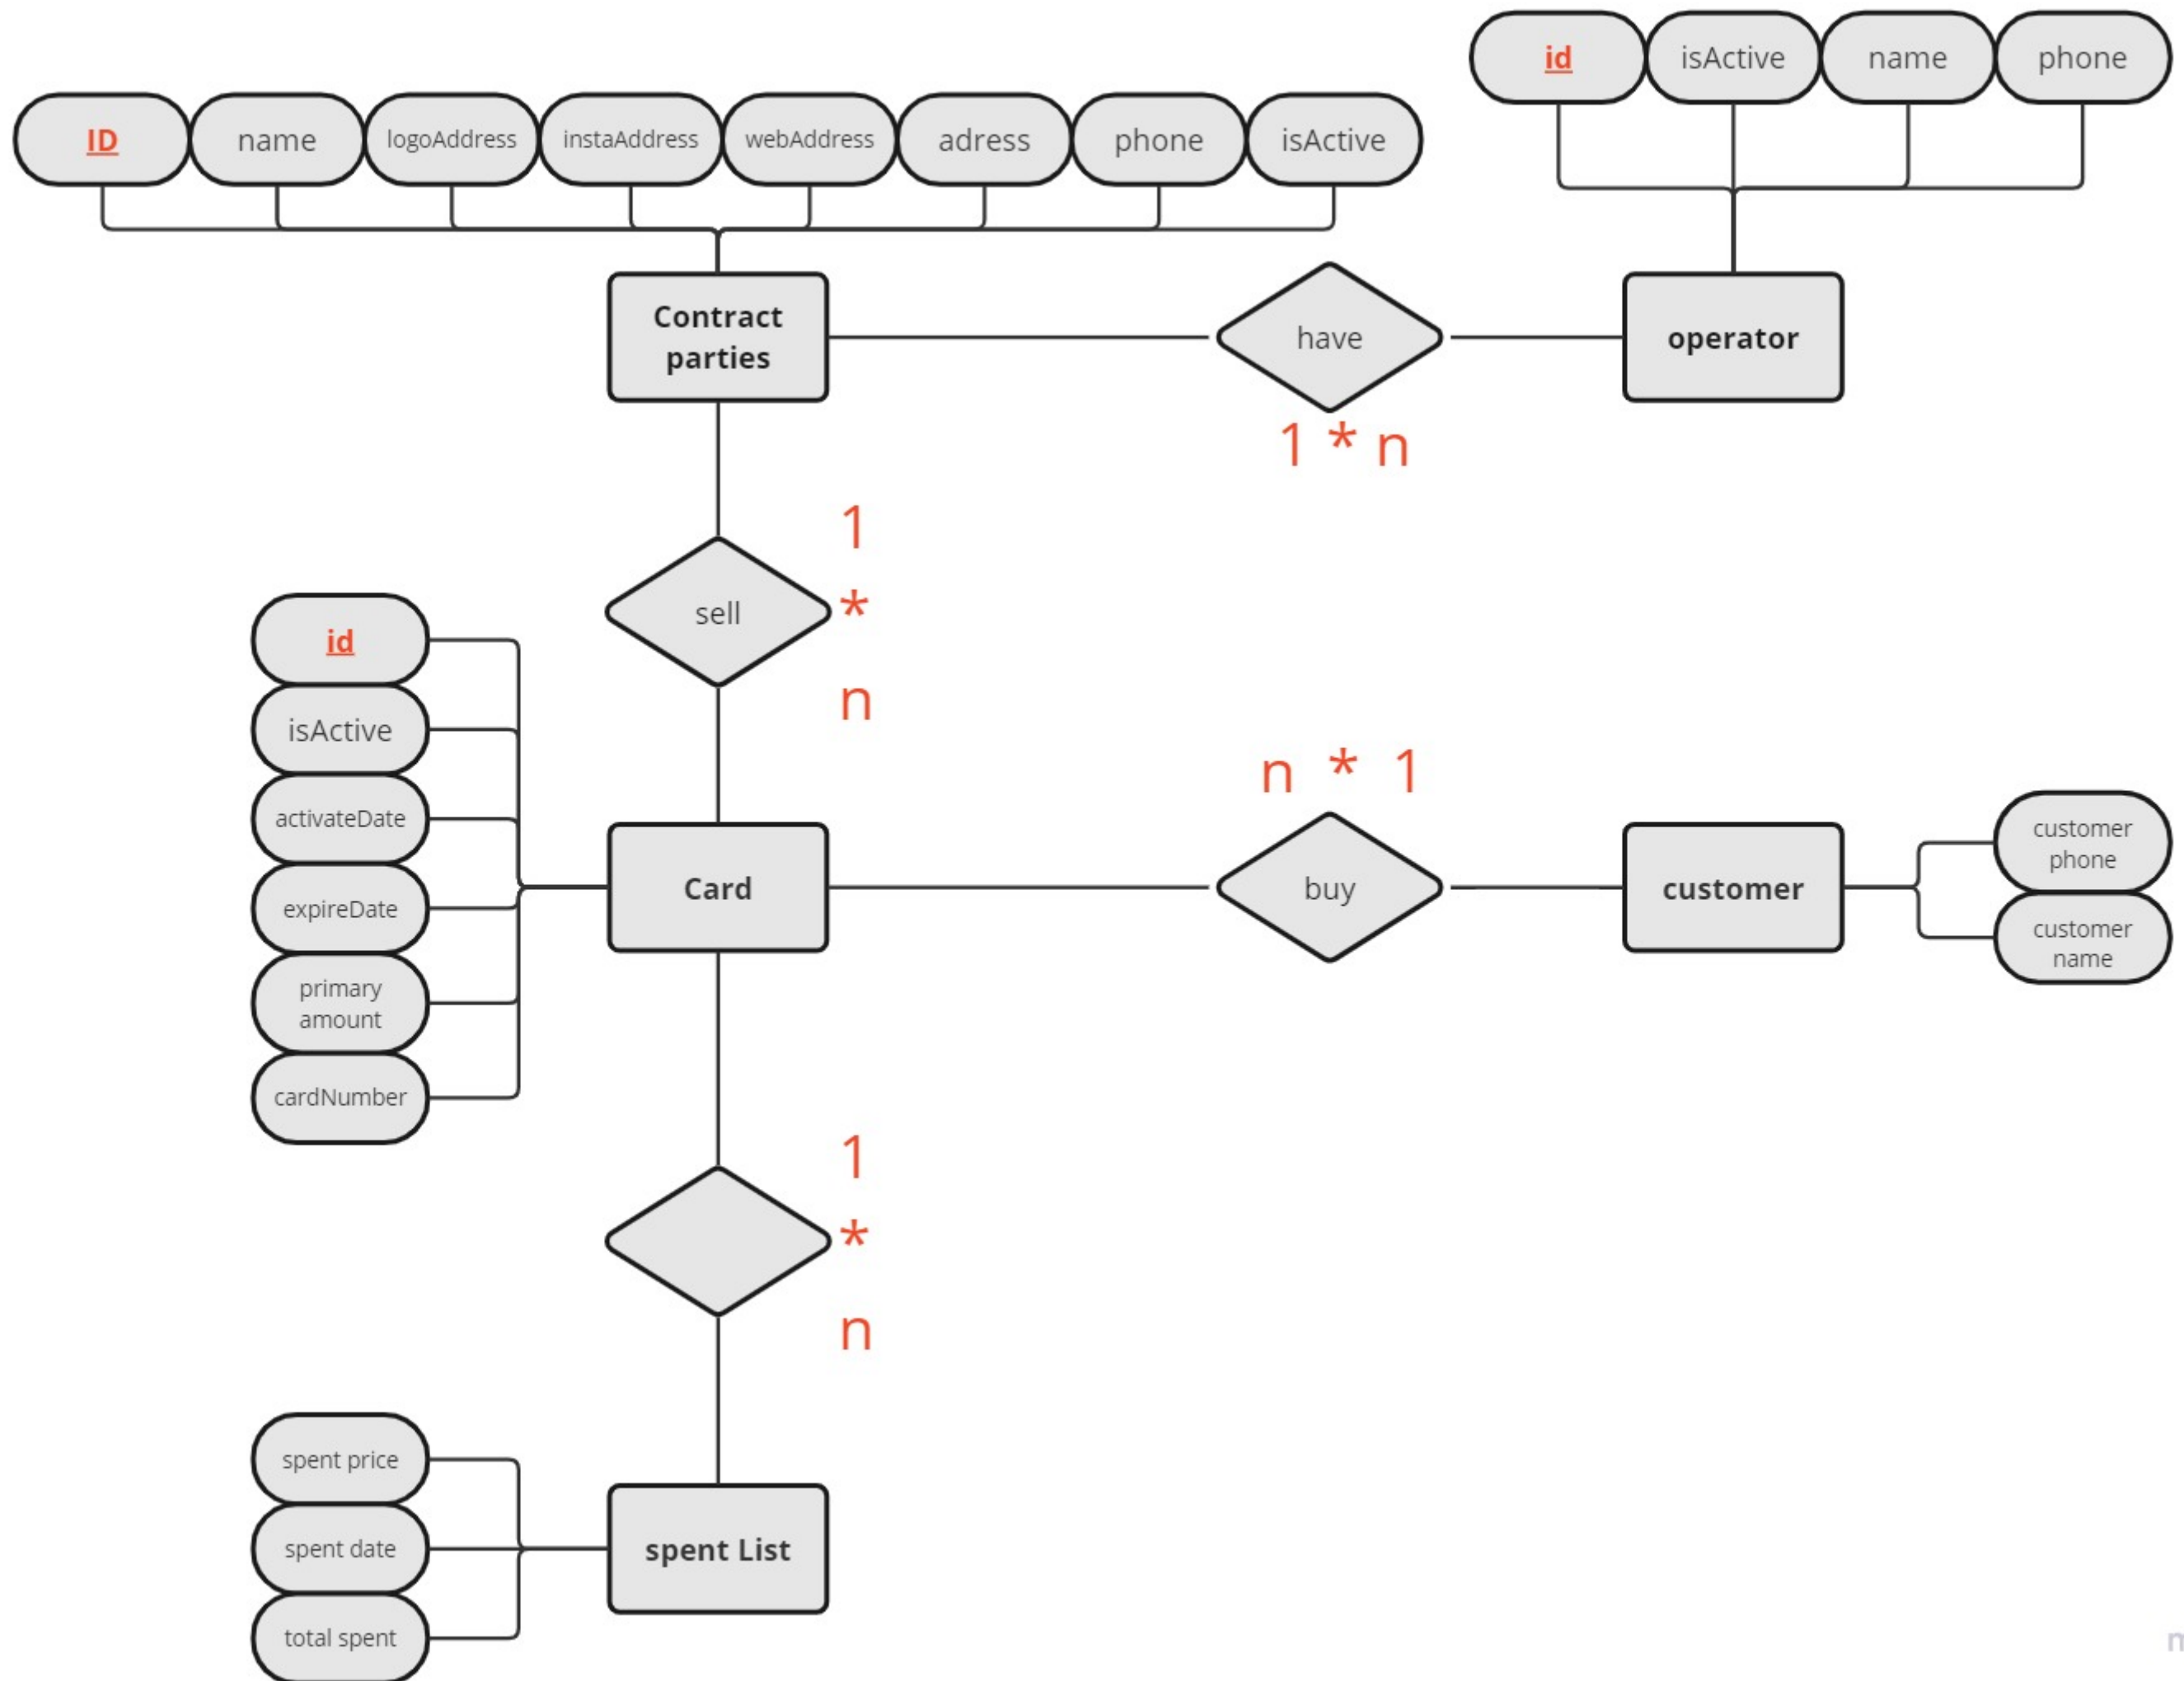 id
isActive
name
phone
ID
name
logoAddress
instaAddress
webAddress
adress
phone
isActive
Contract
parties
have
operator
1 * n
1
*
n
sell
id
isActive
activateDate
expireDate
primary
amount
cardNumber
n * 1
Card
buy
customer
customer
phone
customer
name
1
*
n
spent price
spent date
total spent
spent List